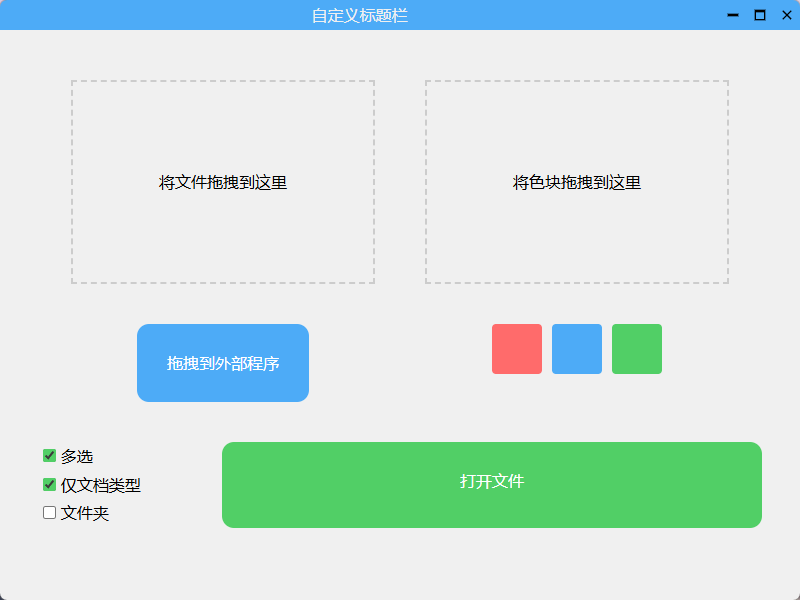 自定义标题栏
将文件拖拽到这里
将色块拖拽到这里
拖拽到外部程序
多选
仅文档类型
文件夹
打开文件